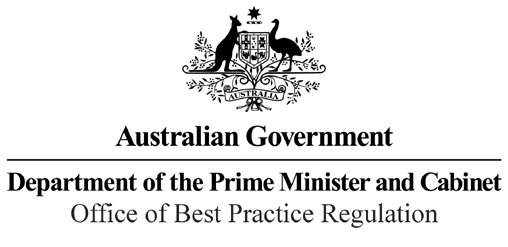 AUSTRALIA
Australian Government
Department of the Prime Minister and Cabinet
Office of Best Practice Regulation